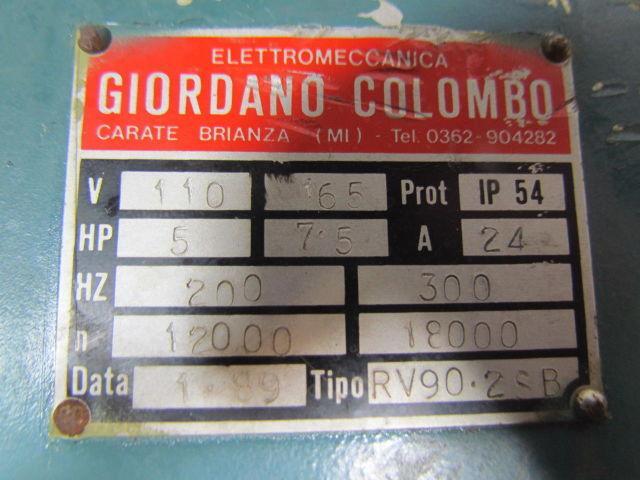 ELETTROMECCANICA
GIORDANO COLOMBO
CARATE BRIANZA (MI) - Tel. 0362-904282
V 110 165 Prot IP 54
HP 5 7.5 A 24
HZ 200 300
n 12000 18000
Data 1.89 Tipo RV90.2SB